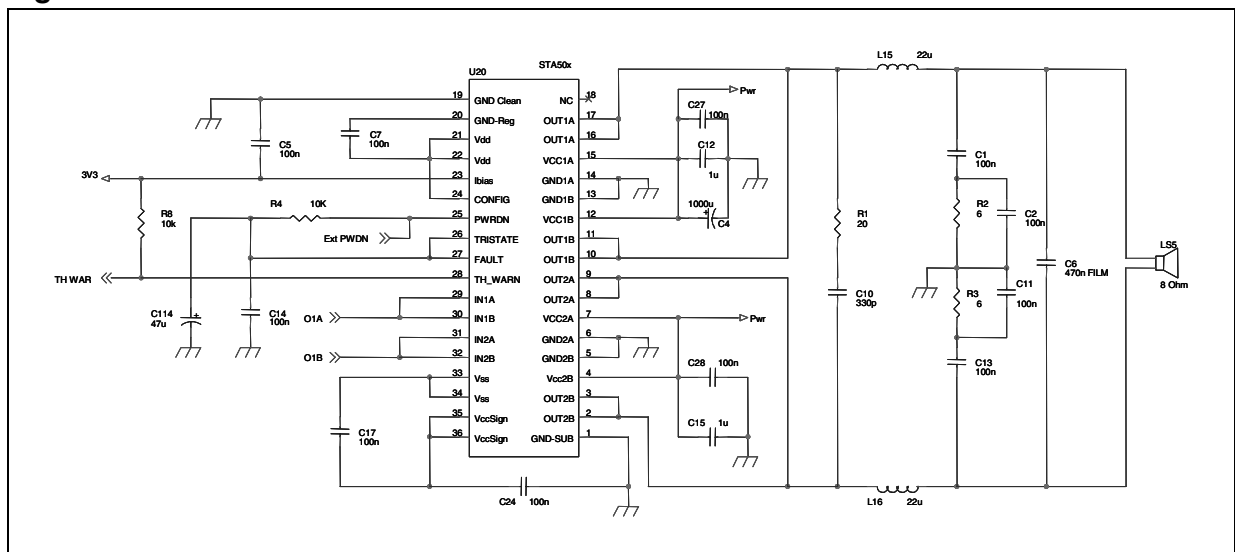 U20
STA50x
19 GND Clean
20 GND-Reg
21 Vdd
22 Vdd
23 Ibias
24 CONFIG
25 PWRDN
26 TRISTATE
27 FAULT
28 TH_WARN
29 IN1A
30 IN1B
31 IN2A
32 IN2B
33 Vss
34 Vss
35 VccSign
36 VccSign
NC 18
OUT1A 17
OUT1A 16
VCC1A 15
GND1A 14
GND1B 13
VCC1B 12
OUT1B 11
OUT1B 10
OUT2A 9
OUT2A 8
VCC2A 7
GND2A 6
GND2B 5
Vcc2B 4
OUT2B 3
OUT2B 2
GND-SUB 1
C5
100n
C7
100n
3V3
R8
10k
R4 10K
Ext PWDN
TH WAR
C114
47u
C14
100n
O1A
O1B
C17
100n
C24 100n
Pwr
C27
100n
C12
1u
1000u
+
C4
Pwr
C28 100n
C15 1u
L15 22u
R1
20
C10
330p
C1
100n
R2
6
C2
100n
R3
6
C11
100n
C13
100n
C6
470n FILM
LS5
8 Ohm
L16 22u